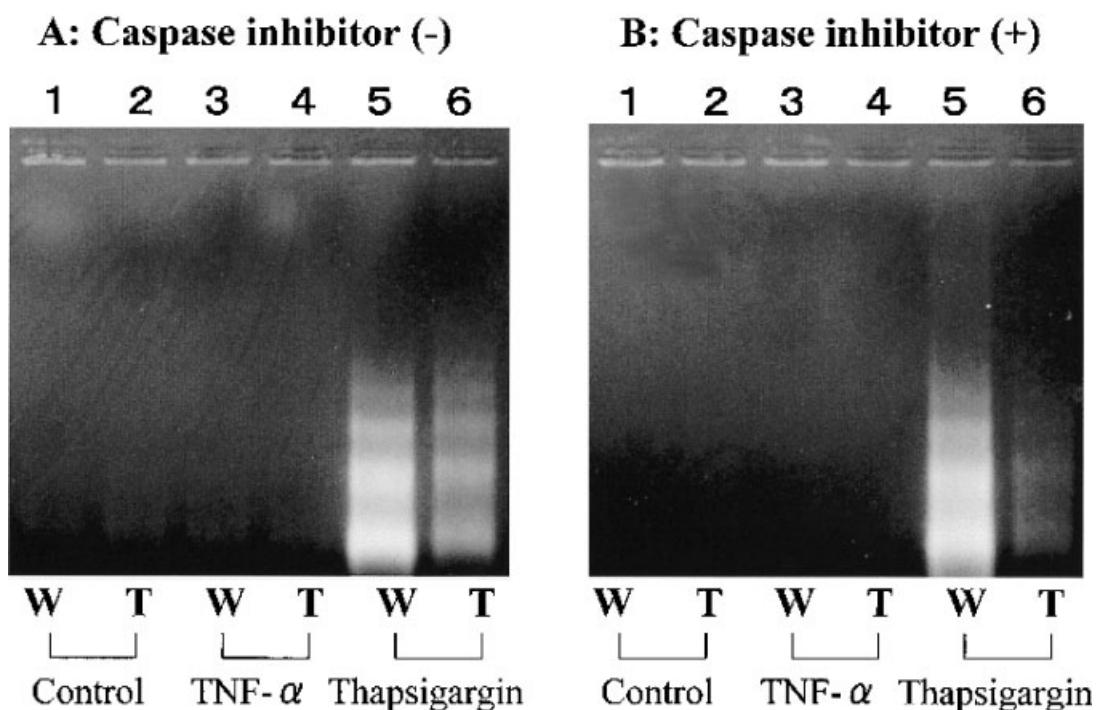 A: Caspase inhibitor (-)
1 2 3 4 5 6
W T W T W T
Control TNF-α Thapsigargin
B: Caspase inhibitor (+)
1 2 3 4 5 6
W T W T W T
Control TNF-α Thapsigargin